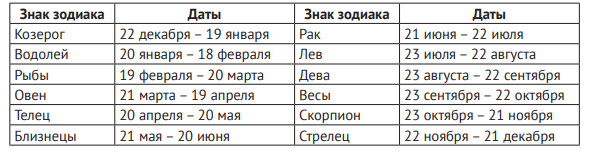 Знак зодиака Даты Знак зодиака Даты
Козерог 22 декабря – 19 января Рак 21 июня – 22 июля
Водолей 20 января – 18 февраля Лев 23 июля – 22 августа
Рыбы 19 февраля – 20 марта Дева 23 августа – 22 сентября
Овен 21 марта – 19 апреля Весы 23 сентября – 22 октября
Телец 20 апреля – 20 мая Скорпион 23 октября – 21 ноября
Близнецы 21 мая – 20 июня Стрелец 22 ноября – 21 декабря